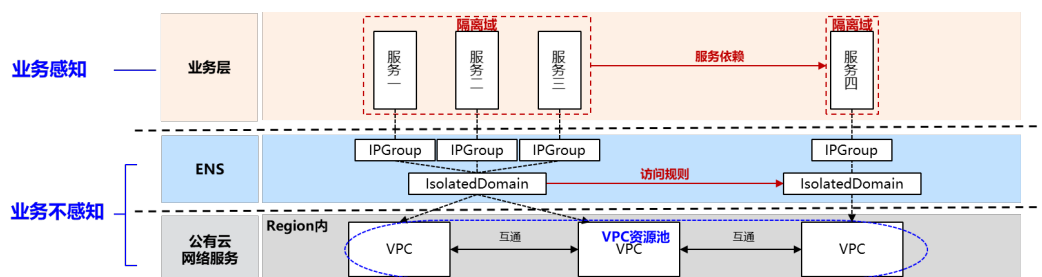 隔离域
隔离域
业务感知
业务层
服务一
服务二
服务三
服务依赖
服务四
IPGroup
IPGroup
IPGroup
IPGroup
ENS
IsolatedDomain
访问规则
IsolatedDomain
业务不感知
Region内
公有云
网络服务
VPC
互通
VPC资源池
VPC
互通
VPC